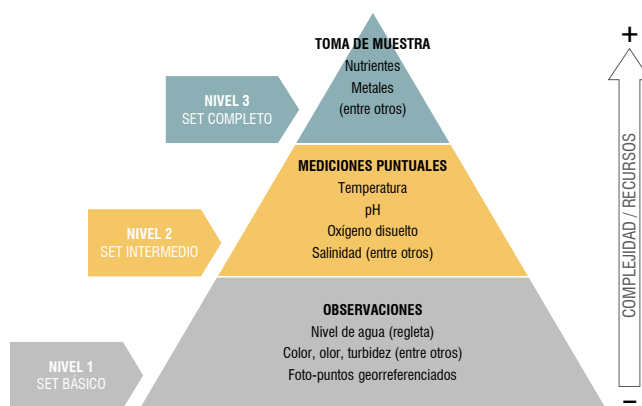 TOMA DE MUESTRA
Nutrientes
Metales
(entre otros)
NIVEL 3
SET COMPLETO
MEDICIONES PUNTUALES
Temperatura
pH
Oxígeno disuelto
Salinidad (entre otros)
NIVEL 2
SET INTERMEDIO
OBSERVACIONES
Nivel de agua (regleta)
Color, olor, turbidez (entre otros)
Foto-puntos georreferenciados
NIVEL 1
SET BÁSICO
+
COMPLEJIDAD / RECURSOS
–